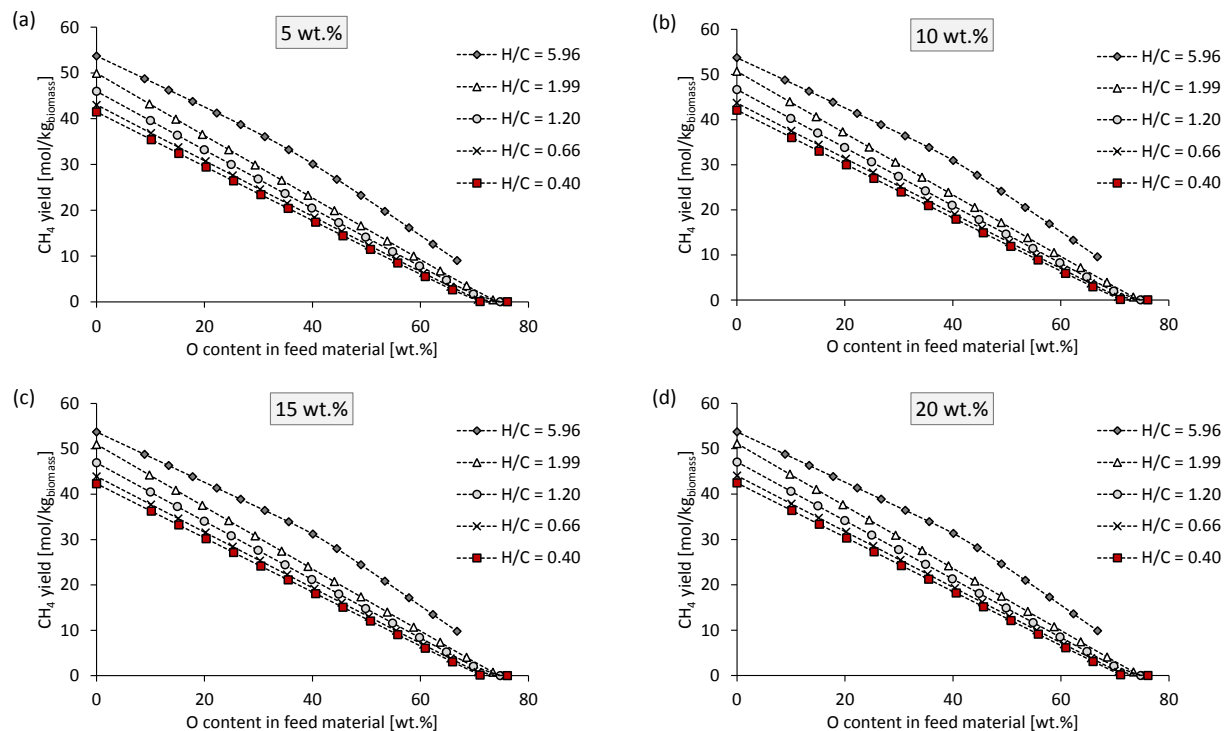 (a)
5 wt.%
CH4 yield [mol/kgbiomass]
60
50
40
30
20
10
0
0 20 40 60 80
O content in feed material [wt.%]
H/C = 5.96
H/C = 1.99
H/C = 1.20
H/C = 0.66
H/C = 0.40
(b)
10 wt.%
CH4 yield [mol/kgbiomass]
60
50
40
30
20
10
0
0 20 40 60 80
O content in feed material [wt.%]
H/C = 5.96
H/C = 1.99
H/C = 1.20
H/C = 0.66
H/C = 0.40
(c)
15 wt.%
CH4 yield [mol/kgbiomass]
60
50
40
30
20
10
0
0 20 40 60 80
O content in feed material [wt.%]
H/C = 5.96
H/C = 1.99
H/C = 1.20
H/C = 0.66
H/C = 0.40
(d)
20 wt.%
CH4 yield [mol/kgbiomass]
60
50
40
30
20
10
0
0 20 40 60 80
O content in feed material [wt.%]
H/C = 5.96
H/C = 1.99
H/C = 1.20
H/C = 0.66
H/C = 0.40